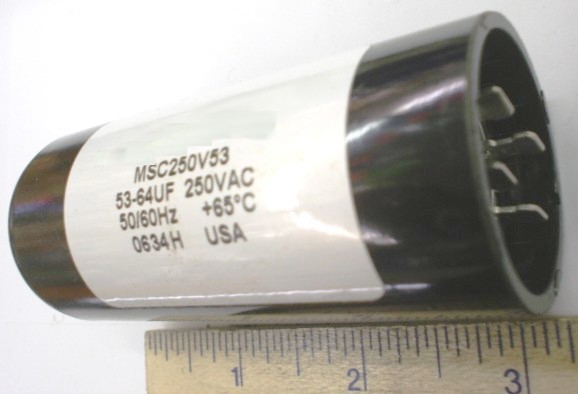 MSC250V53
53-64UF 250VAC
50/60Hz +65°C
0634H USA
1 2 3